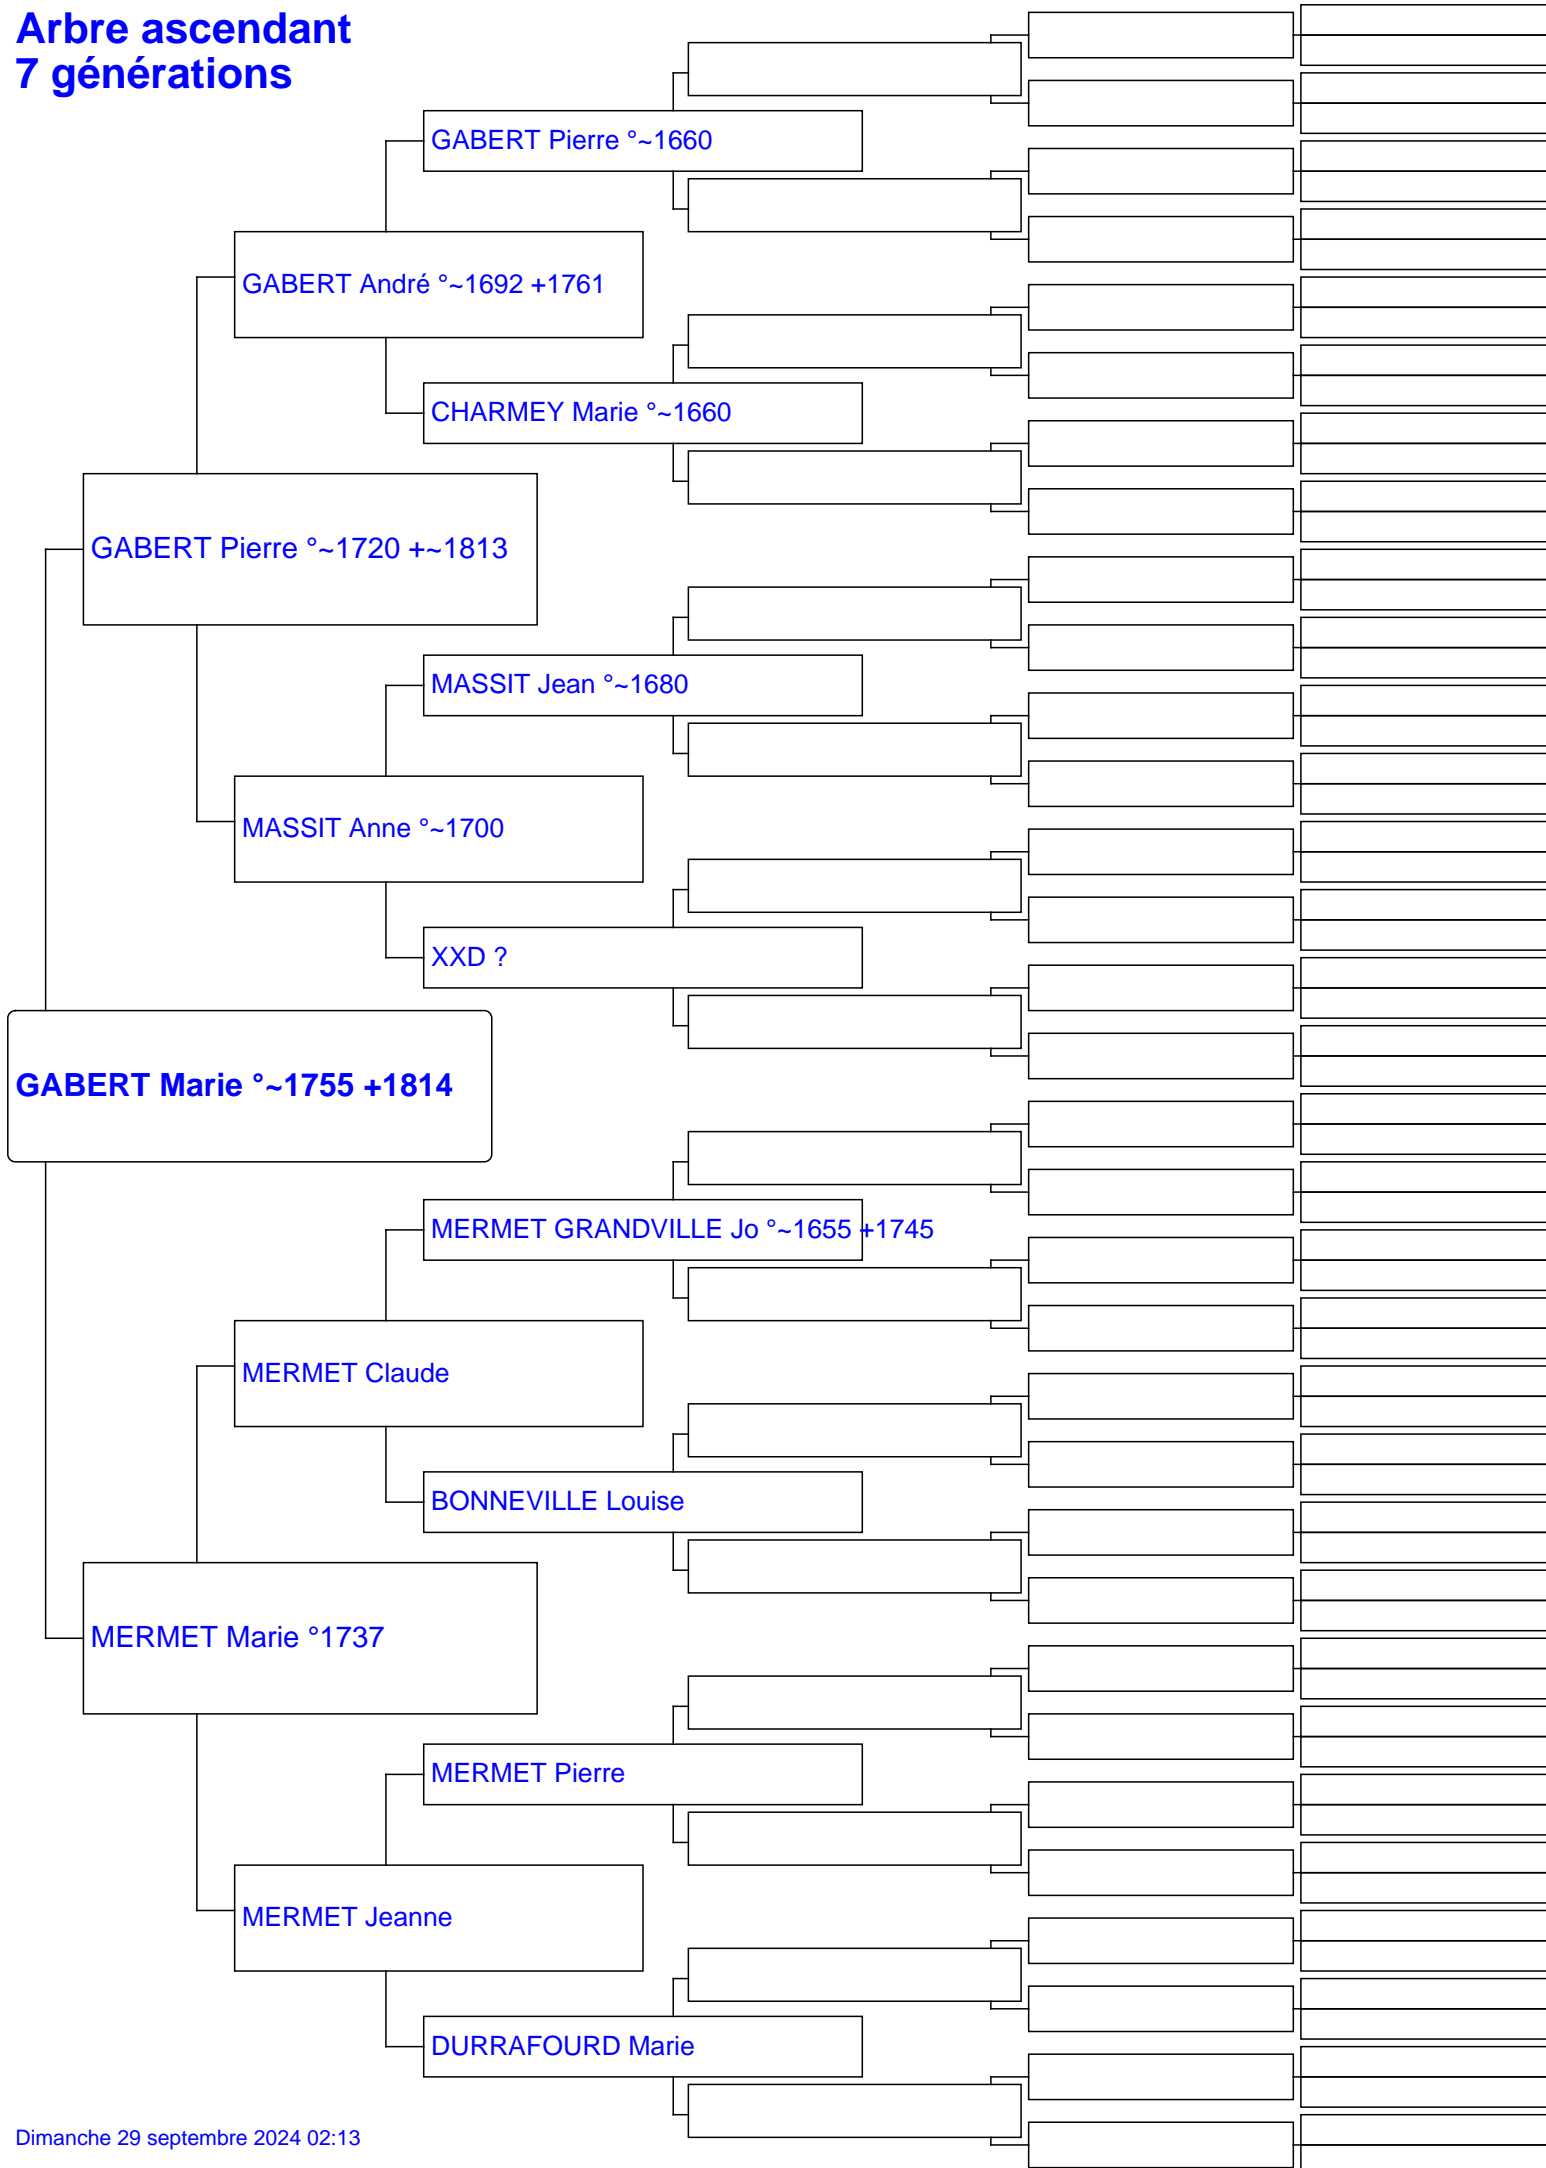 Arbre ascendant
7 générations
GABERT Pierre °~1660
GABERT André °~1692 +1761
CHARMEY Marie °~1660
GABERT Pierre °~1720 +~1813
MASSIT Jean °~1680
MASSIT Anne °~1700
XXD ?
GABERT Marie °~1755 +1814
MERMET GRANDVILLE Jo °~1655 +1745
MERMET Claude
BONNEVILLE Louise
MERMET Marie °1737
MERMET Pierre
MERMET Jeanne
DURRAFOURD Marie
Dimanche 29 septembre 2024 02:13